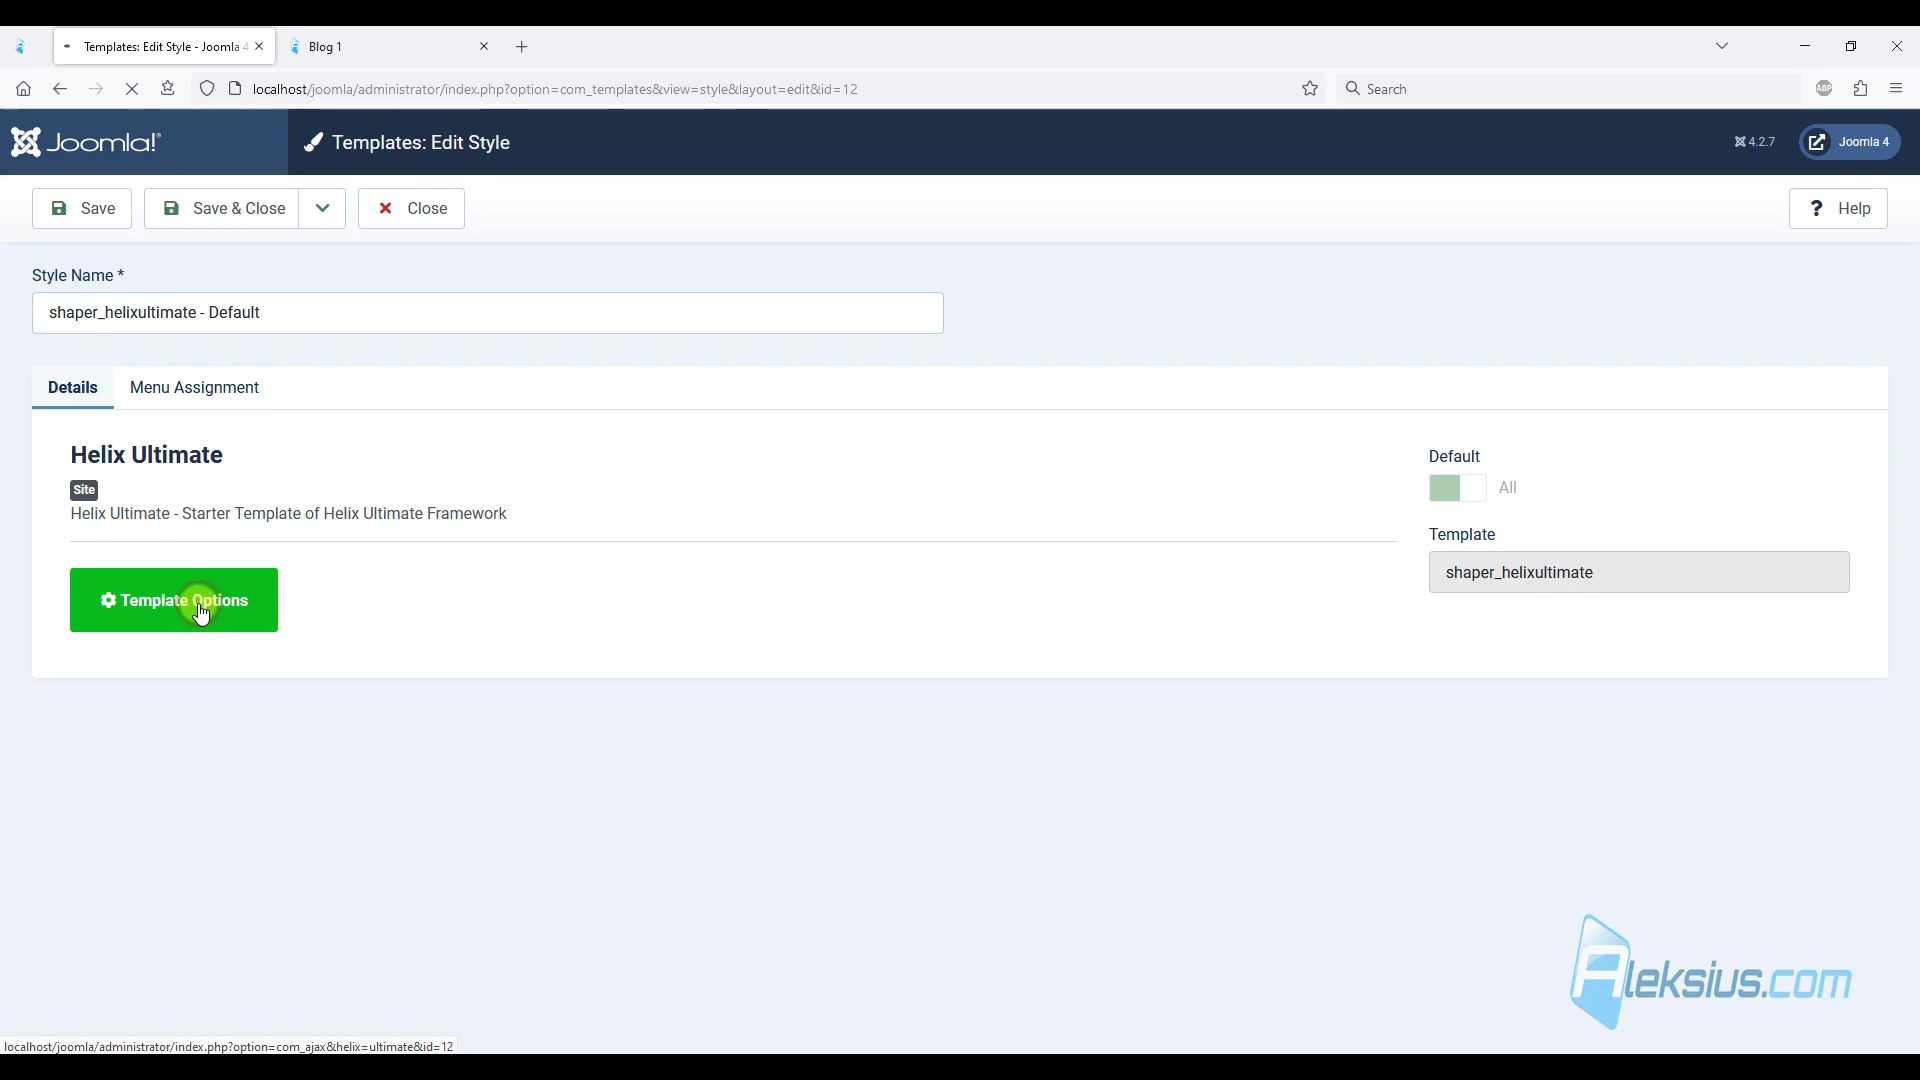 Templates: Edit Style - Joomla 4
Blog 1
localhost/joomla/administrator/index.php?option=com_templates&view=style&layout=edit&id=12
Search
ABP
Joomla!®
Templates: Edit Style
4.2.7
Joomla 4
Save
Save & Close
Close
? Help
Style Name *
shaper_helixultimate - Default
Details
Menu Assignment
Helix Ultimate
Site
Helix Ultimate - Starter Template of Helix Ultimate Framework
Template Options
Default
All
Template
shaper_helixultimate
Aleksius.com
localhost/joomla/administrator/index.php?option=com_ajax&helix=ultimate&id=12